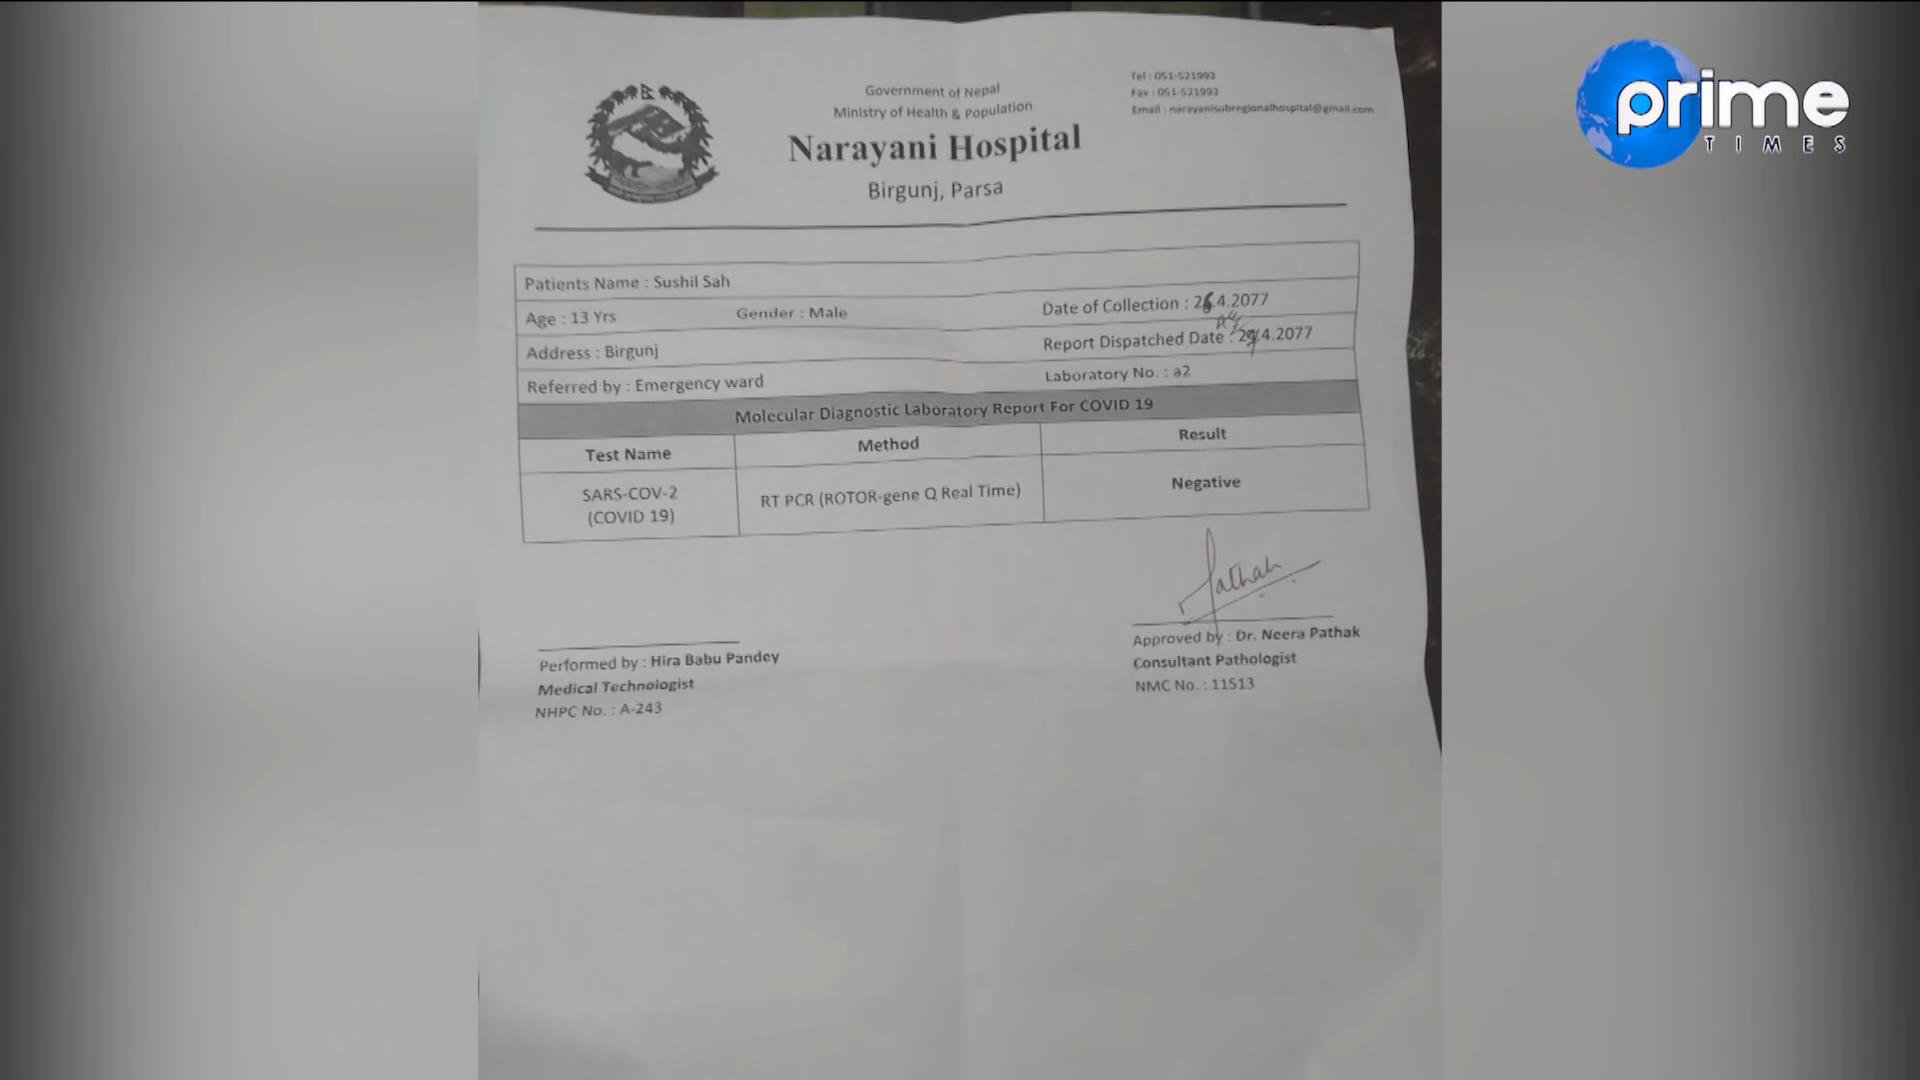 prime
TIMES
Government of Nepal
Ministry of Health & Population
Narayani Hospital
Birgunj, Parsa
Tel : 051-521993
Fax : 051-521993
Email : narayanisubregionalhospital@gmail.com
Patients Name : Sushil Sah
Age : 13 Yrs Gender : Male Date of Collection : 26.4.2077
Address : Birgunj Report Dispatched Date : 29.4.2077
Referred by : Emergency ward Laboratory No. : a2
Molecular Diagnostic Laboratory Report For COVID 19
Test Name Method Result
SARS-COV-2 RT PCR (ROTOR-gene Q Real Time) Negative
(COVID 19)
Pathak
Performed by : Hira Babu Pandey
Medical Technologist
NHPC No. : A-243
Approved by : Dr. Neera Pathak
Consultant Pathologist
NMC No. : 11513